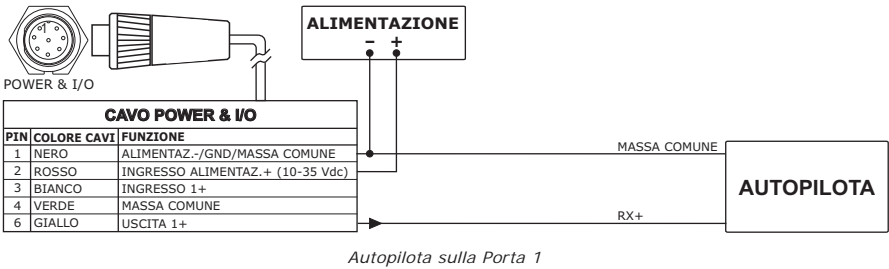 1
POWER & I/O
ALIMENTAZIONE
– +
CAVO POWER & I/O
PIN COLORE CAVI FUNZIONE
1 NERO ALIMENTAZ.-/GND/MASSA COMUNE
2 ROSSO INGRESSO ALIMENTAZ.+ (10-35 Vdc)
3 BIANCO INGRESSO 1+
4 VERDE MASSA COMUNE
6 GIALLO USCITA 1+
MASSA COMUNE
RX+
AUTOPILOTA
Autopilota sulla Porta 1